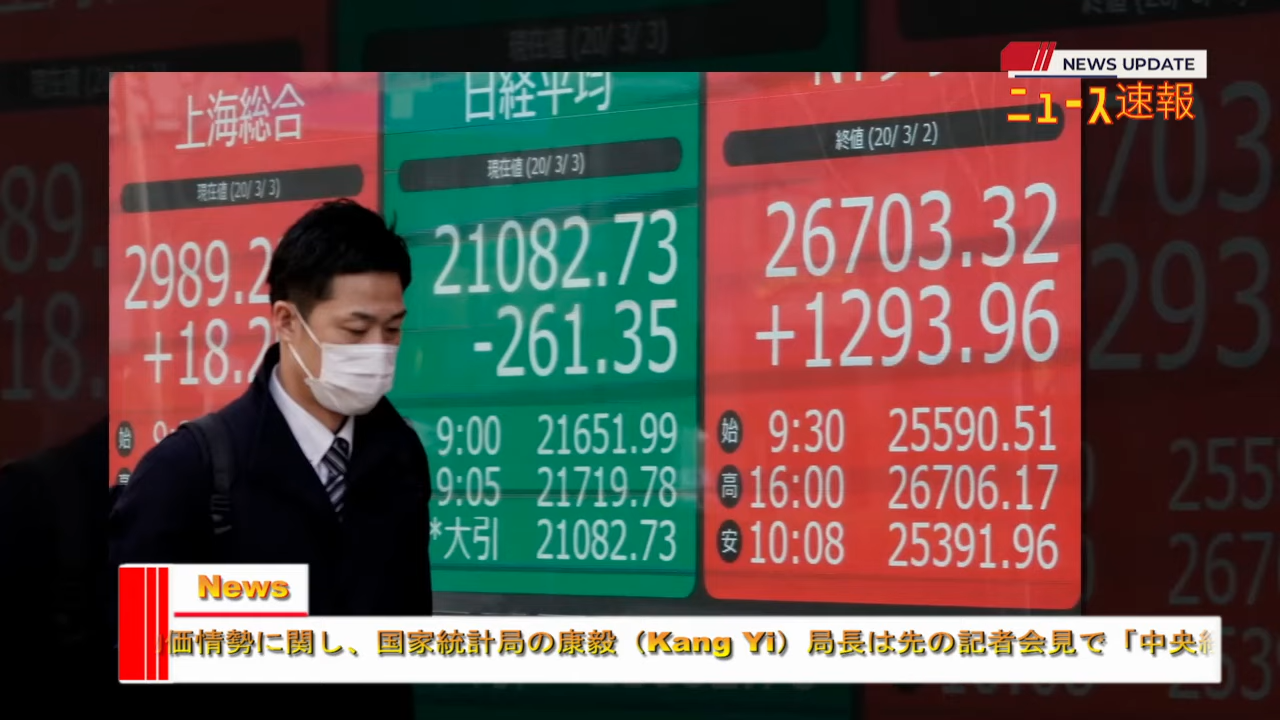 NEWS UPDATE
ニュース速報
上海総合
現在値 (20/ 3/ 3)
2989.2
+18.2
始 9:
日経平均
現在値 (20/ 3/ 3)
21082.73
-261.35
9:00 21651.99
9:05 21719.78
*大引 21082.73
終値 (20/ 3/ 2)
26703.32
+1293.96
始 9:30 25590.51
高 16:00 26706.17
安 10:08 25391.96
News
価情勢に関し、国家統計局の康毅（Kang Yi）局長は先の記者会見で「中央